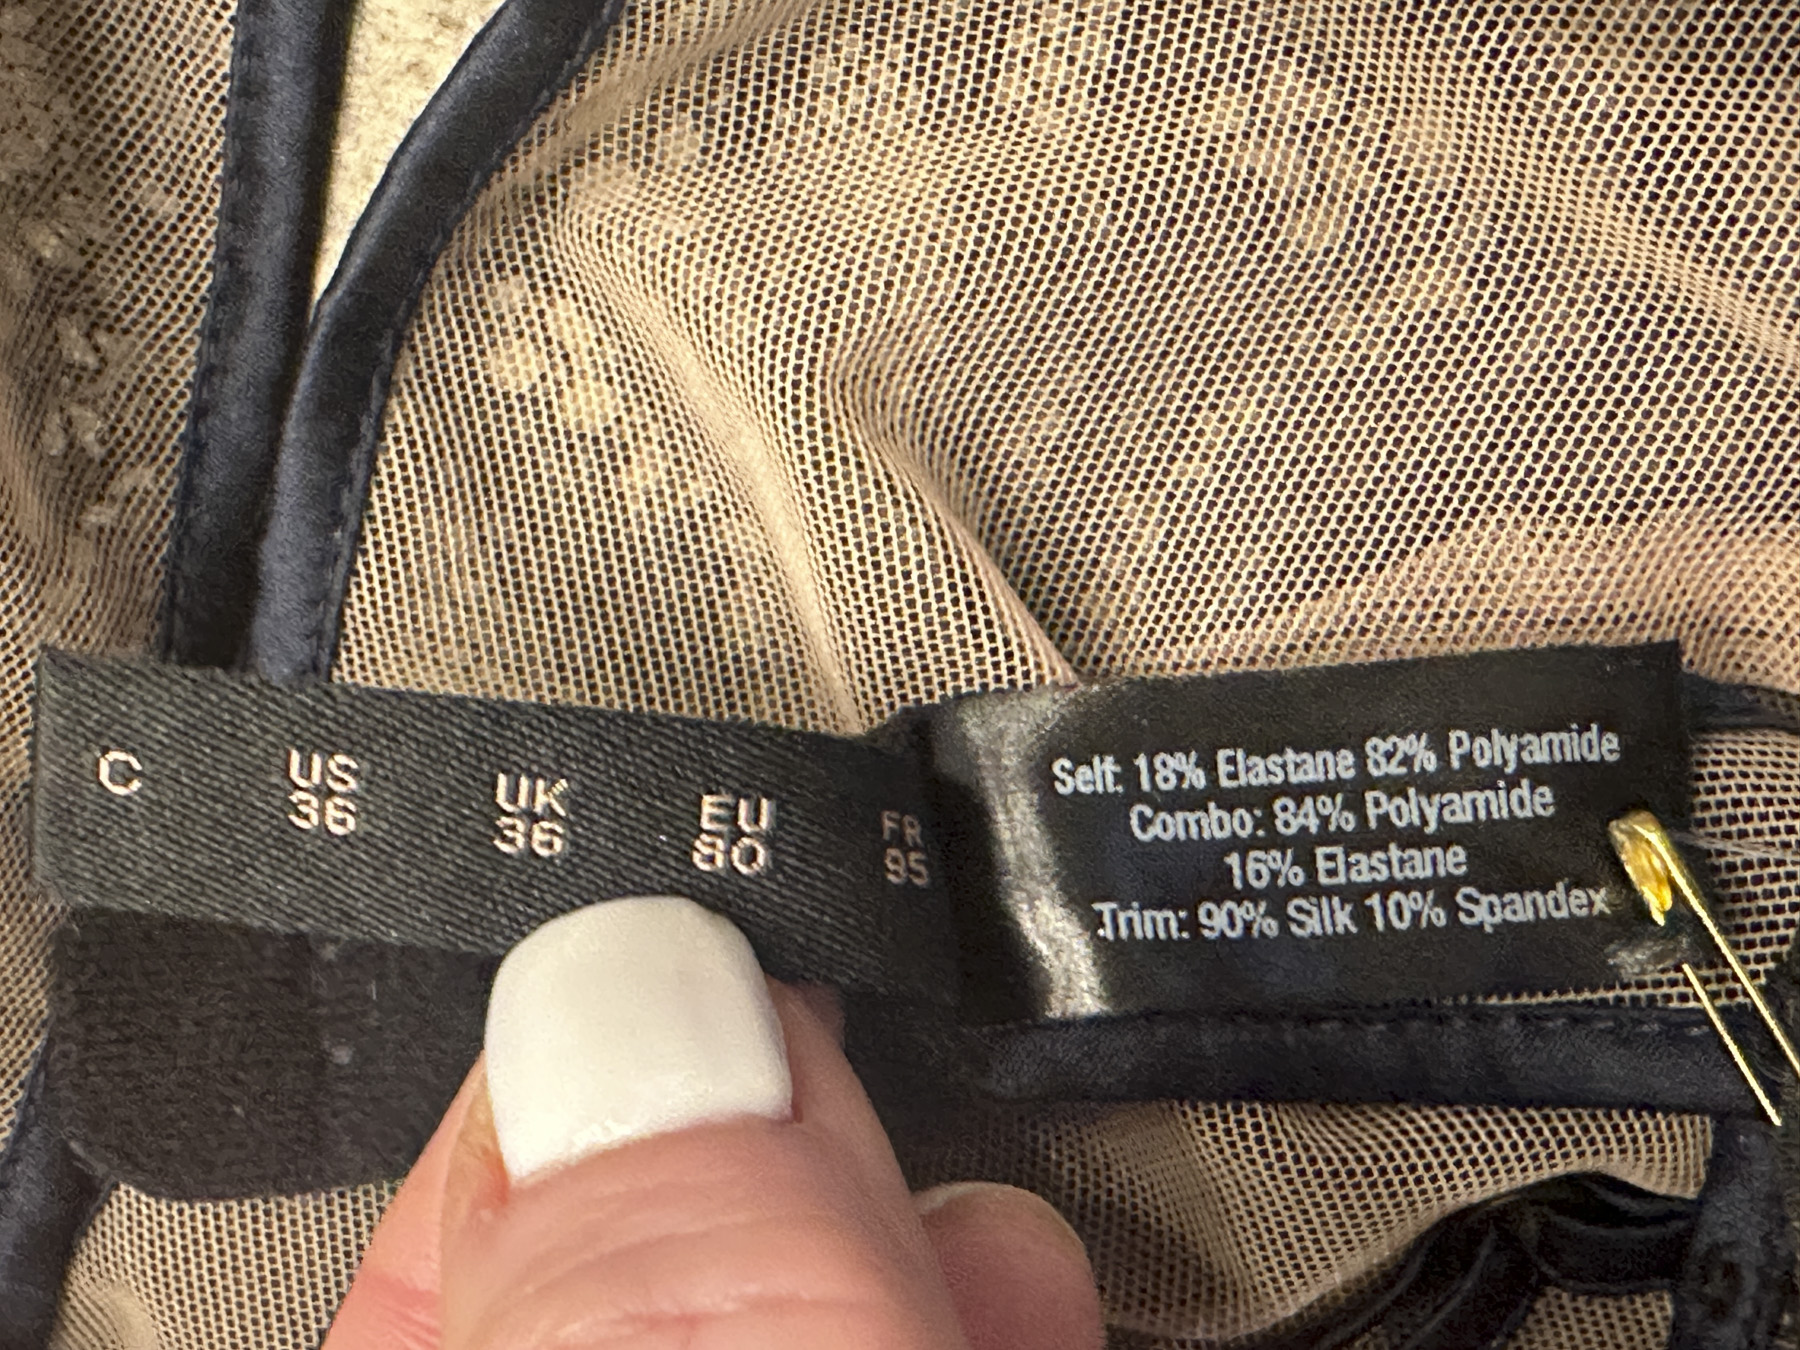 C
US
36
UK
36
EU
80
FR
95
Self: 18% Elastane 82% Polyamide
Combo: 84% Polyamide
16% Elastane
Trim: 90% Silk 10% Spandex